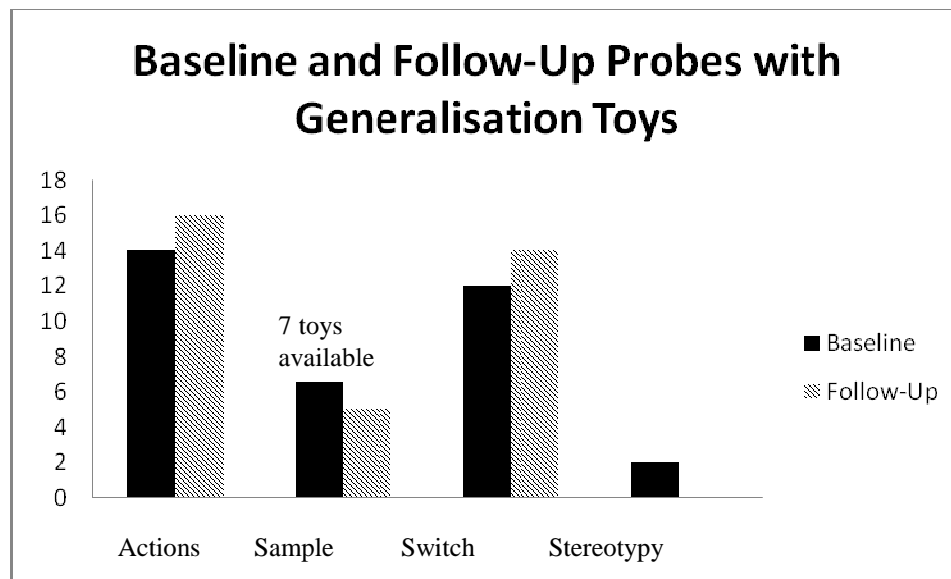 Baseline and Follow-Up Probes with
Generalisation Toys
18
16
14
12
10
8
6
4
2
0
7 toys
available
Baseline
Follow-Up
Actions Sample Switch Stereotypy